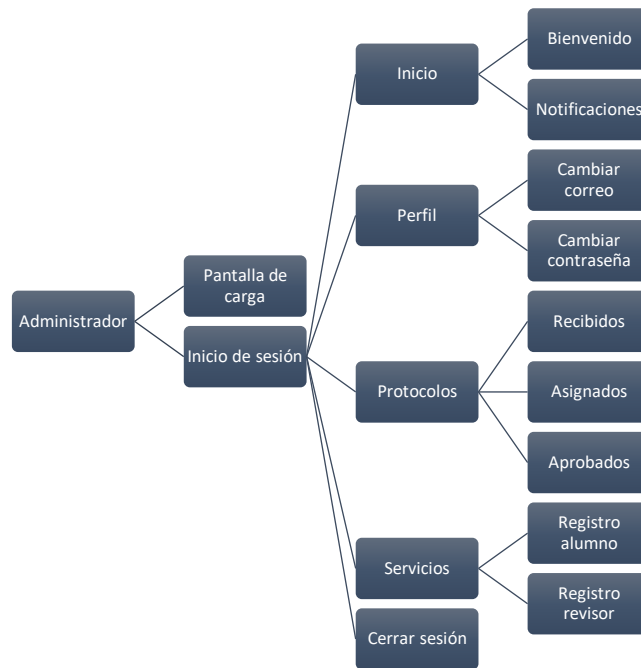 Administrador
Pantalla de
carga
Inicio de sesión
Inicio
Bienvenido
Notificaciones
Perfil
Cambiar
correo
Cambiar
contraseña
Protocolos
Recibidos
Asignados
Aprobados
Servicios
Registro
alumno
Registro
revisor
Cerrar sesión